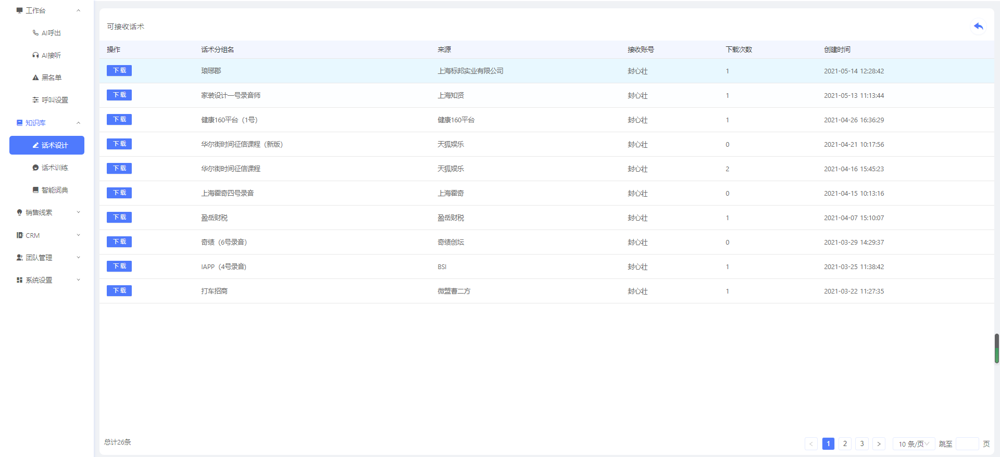 工作台
AI呼出
AI接听
黑名单
呼叫设置
知识库
话术设计
话术训练
智能词典
销售线索
CRM
团队管理
系统设置
可接收话术
操作 话术分组名 来源 接收账号 下载次数 创建时间
下载 琅琊郡 上海标邦实业有限公司 封心壮 1 2021-05-14 12:28:42
下载 家装设计一号录音师 上海知贤 封心壮 1 2021-05-13 11:13:44
下载 健康160平台（1号） 健康160平台 封心壮 1 2021-04-26 16:36:29
下载 华尔街时间征信课程（新版） 天狐娱乐 封心壮 0 2021-04-21 10:17:56
下载 华尔街时间征信课程 天狐娱乐 封心壮 2 2021-04-16 15:45:23
下载 上海霍奇四号录音 上海霍奇 封心壮 0 2021-04-15 10:13:16
下载 盈岳财税 盈岳财税 封心壮 1 2021-04-07 15:10:07
下载 奇绩（6号录音） 奇绩创坛 封心壮 0 2021-03-29 14:29:37
下载 IAPP（4号录音） BSI 封心壮 1 2021-03-25 11:38:42
下载 打车招商 微盟曹二方 封心壮 1 2021-03-22 11:27:35
总计26条
< 1 2 3 > 10 条/页 跳至 页